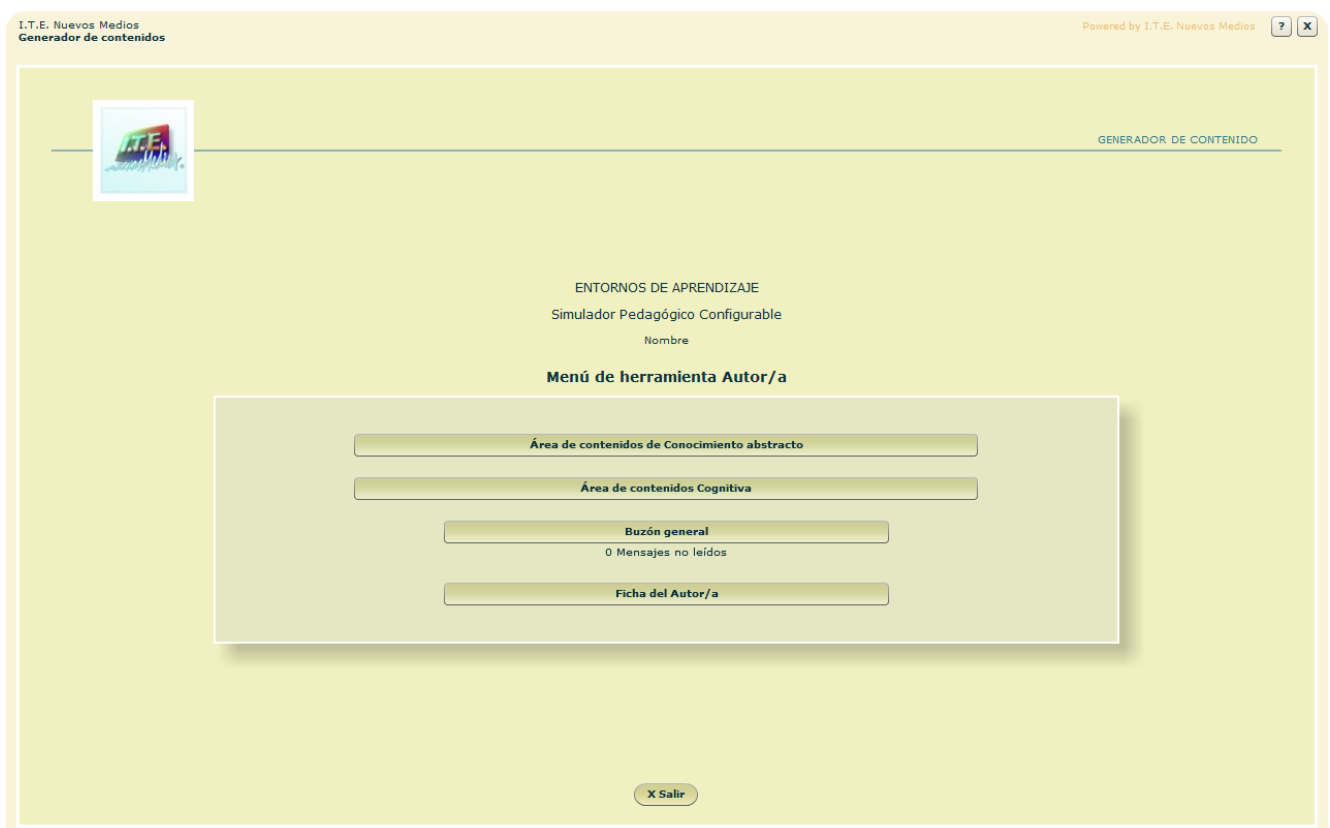 I.T.E. Nuevos Medios
Generador de contenidos
Powered by I.T.E. Nuevos Medios
?
X
I.T.E.
nuevosMedios
GENERADOR DE CONTENIDO
ENTORNOS DE APRENDIZAJE
Simulador Pedagógico Configurable
Nombre
Menú de herramienta Autor/a
Área de contenidos de Conocimiento abstracto
Área de contenidos Cognitiva
Buzón general
0 Mensajes no leídos
Ficha del Autor/a
X Salir